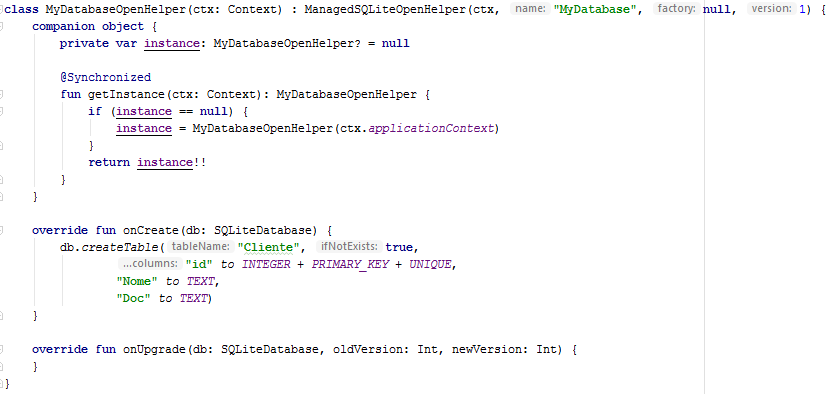 class MyDatabaseOpenHelper(ctx: Context) : ManagedSQLiteOpenHelper(ctx, name: "MyDatabase", factory: null, version: 1) {
    companion object {
        private var instance: MyDatabaseOpenHelper? = null

        @Synchronized
        fun getInstance(ctx: Context): MyDatabaseOpenHelper {
            if (instance == null) {
                instance = MyDatabaseOpenHelper(ctx.applicationContext)
            }
            return instance!!
        }
    }

    override fun onCreate(db: SQLiteDatabase) {
        db.createTable( tableName: "Cliente", ifNotExists: true,
                ...columns: "id" to INTEGER + PRIMARY_KEY + UNIQUE,
                "Nome" to TEXT,
                "Doc" to TEXT)
    }

    override fun onUpgrade(db: SQLiteDatabase, oldVersion: Int, newVersion: Int) {
    }
}